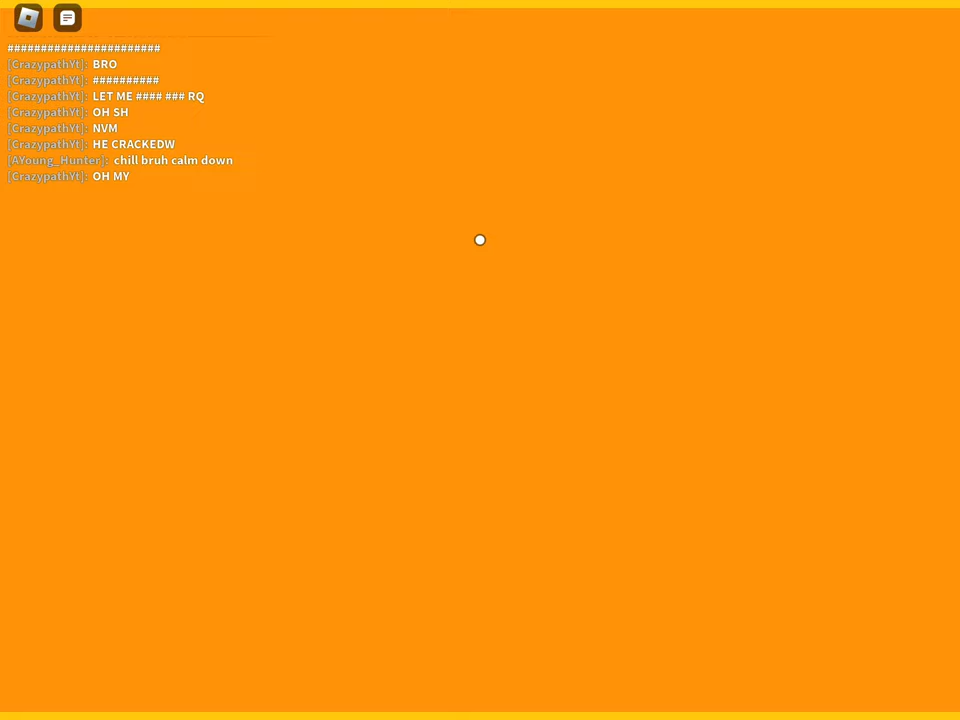 #######################
[CrazypathYt]: BRO
[CrazypathYt]: ##########
[CrazypathYt]: LET ME #### ### RQ
[CrazypathYt]: OH SH
[CrazypathYt]: NVM
[CrazypathYt]: HE CRACKEDW
[AYoung_Hunter]: chill bruh calm down
[CrazypathYt]: OH MY